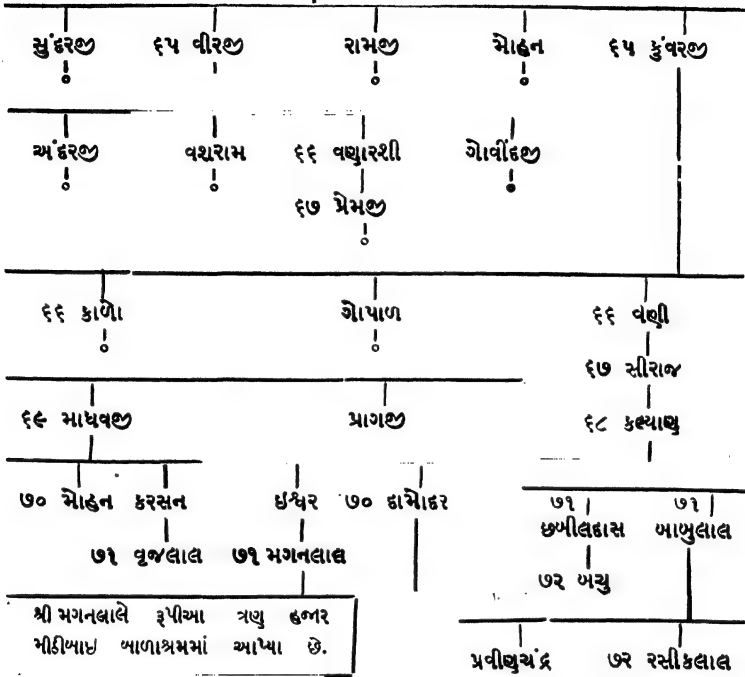 સુંદરજી ૬૫ વીરજી રામજી મોહન ૬૫ કુંવરજી
અંદરજી વશરામ ૬૬ વણારશી ગોવીંદજી
૬૭ પ્રેમજી
૬૬ કાળો ગોપાળ ૬૬ વેણી
૬૭ સીરાજ
૬૯ માધવજી પ્રાગજી ૬૮ કલ્યાણ
૭૦ મોહન કરસન ઇશ્વર ૭૦ દામોદર ૭૧ ૭૧
છબીલદાસ બાબુલાલ
૭૧ વૃજલાલ ૭૧ મગનલાલ
૭૨ બચુ
શ્રી મગનલાલે રૂપીઆ ત્રણ હજાર
મીઠીબાઇ બાળાશ્રમમાં આપ્યા છે.
પ્રવીણચંદ્ર ૭૨ રસીકલાલ